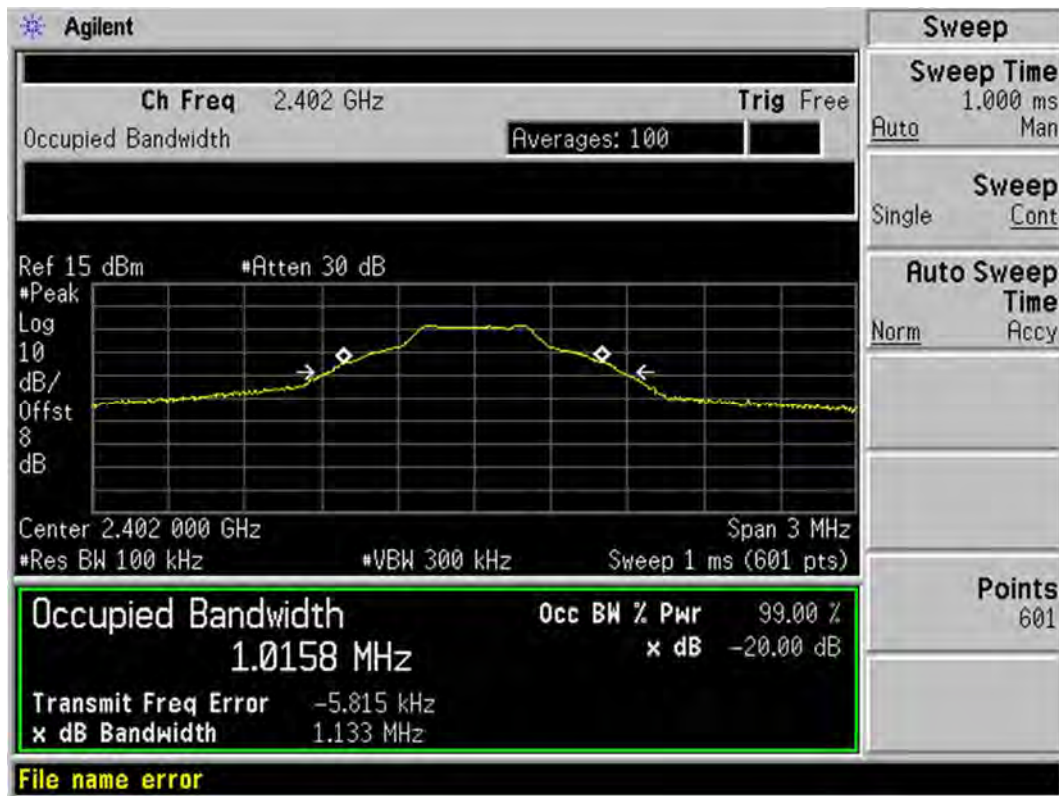 Agilent
Ch Freq 2.402 GHz Trig Free
Occupied Bandwidth Averages: 100
Ref 15 dBm #Atten 30 dB
#Peak
Log
10
dB/
Offst
8
dB
Center 2.402 000 GHz Span 3 MHz
#Res BW 100 kHz #VBW 300 kHz Sweep 1 ms (601 pts)
Occupied Bandwidth Occ BW % Pwr 99.00 %
1.0158 MHz x dB -20.00 dB
Transmit Freq Error -5.815 kHz
x dB Bandwidth 1.133 MHz
File name error
Sweep
Sweep Time
1.000 ms
Auto Man
Sweep
Single Cont
Auto Sweep
Time
Norm Accy
Points
601